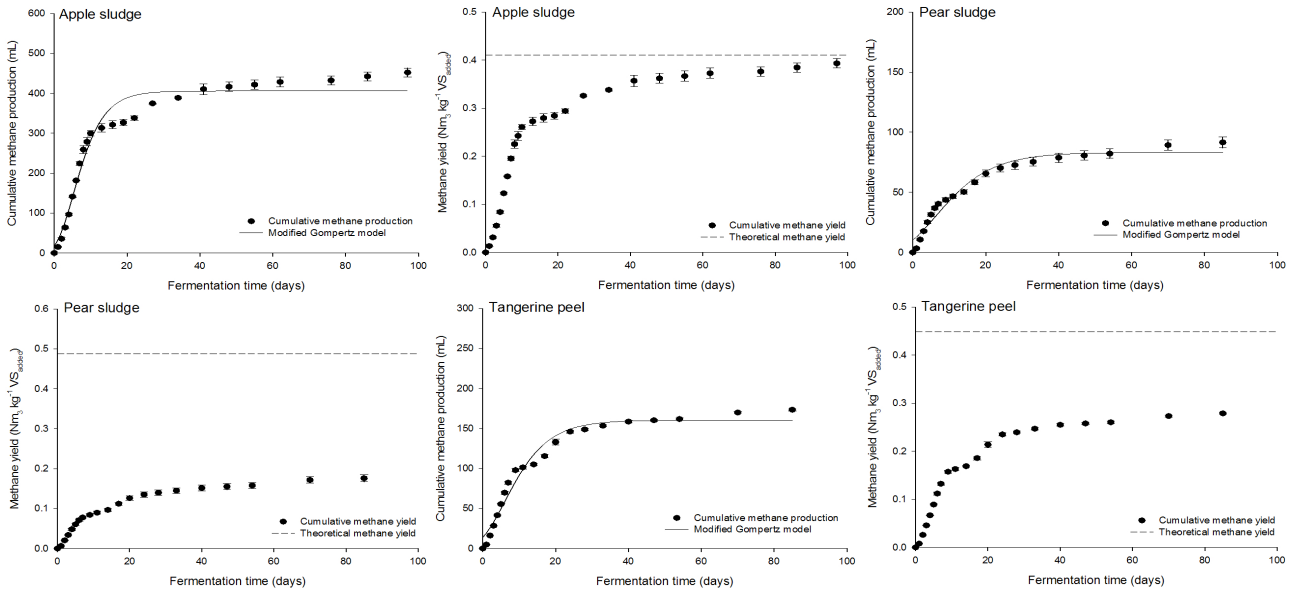 Apple sludge
Cumulative methane production (mL)
600
500
400
300
200
100
0
0 20 40 60 80 100
Fermentation time (days)
Cumulative methane production
Modified Gompertz model
Apple sludge
Methane yield (Nm3 kg-1 VSadded)
0.5
0.4
0.3
0.2
0.1
0.0
0 20 40 60 80 100
Fermentation time (days)
Cumulative methane yield
Theoretical methane yield
Pear sludge
Cumulative methane production (mL)
200
150
100
50
0
0 20 40 60 80 100
Fermentation time (days)
Cumulative methane production
Modified Gompertz model
Pear sludge
Methane yield (Nm3 kg-1 VSadded)
0.6
0.5
0.4
0.3
0.2
0.1
0.0
0 20 40 60 80 100
Fermentation time (days)
Cumulative methane yield
Theoretical methane yield
Tangerine peel
Cumulative methane production (mL)
300
250
200
150
100
50
0
0 20 40 60 80 100
Fermentation time (days)
Cumulative methane production
Modified Gompertz model
Tangerine peel
Methane yield (Nm3 kg-1 VSadded)
0.5
0.4
0.3
0.2
0.1
0.0
0 20 40 60 80 100
Fermentation time (days)
Cumulative methane yield
Theoretical methane yield